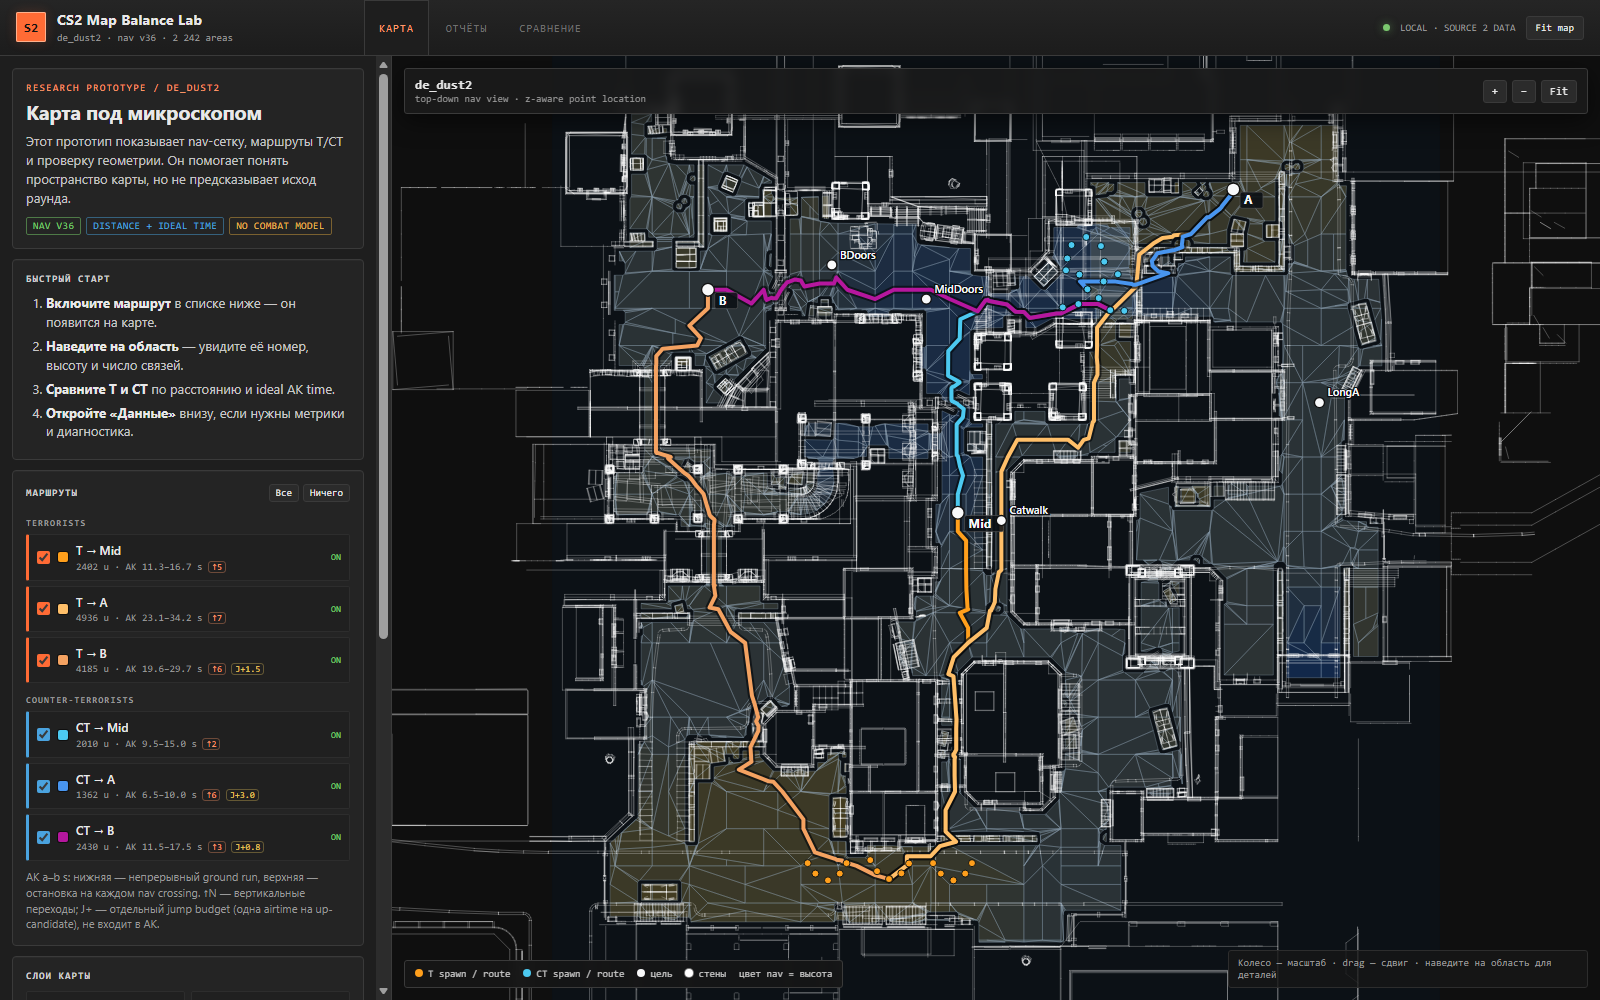 S2
CS2 Map Balance Lab
de_dust2 · nav v36 · 2 242 areas
КАРТА
ОТЧЁТЫ
СРАВНЕНИЕ
LOCAL · SOURCE 2 DATA
Fit map
RESEARCH PROTOTYPE / DE_DUST2
Карта под микроскопом
Этот прототип показывает nav-сетку, маршруты T/CT
и проверку геометрии. Он помогает понять
пространство карты, но не предсказывает исход
раунда.
NAV V36
DISTANCE + IDEAL TIME
NO COMBAT MODEL
БЫСТРЫЙ СТАРТ
1. Включите маршрут в списке ниже — он
появится на карте.
2. Наведите на область — увидите её номер,
высоту и число связей.
3. Сравните T и CT по расстоянию и ideal AK time.
4. Откройте «Данные» внизу, если нужны метрики
и диагностика.
МАРШРУТЫ
Все
Ничего
TERRORISTS
T → Mid
2402 u · AK 11.3–16.7 s ↑5
ON
T → A
4936 u · AK 23.1–34.2 s ↑7
ON
T → B
4185 u · AK 19.6–29.7 s ↑6 J+1.5
ON
COUNTER-TERRORISTS
CT → Mid
2010 u · AK 9.5–15.0 s ↑2
ON
CT → A
1362 u · AK 6.5–10.0 s ↑6 J+3.0
ON
CT → B
2430 u · AK 11.5–17.5 s ↑3 J+0.8
ON
AK a–b s: нижняя — непрерывный ground run, верхняя —
остановка на каждом nav crossing. ↑N — вертикальные
переходы; J+ — отдельный jump budget (одна airtime на up-
candidate), не входит в AK.
СЛОИ КАРТЫ
de_dust2
top-down nav view · z-aware point location
+
−
Fit
A
BDoors
B
MidDoors
LongA
Catwalk
Mid
T spawn / route
CT spawn / route
цель
стены
цвет nav = высота
Колесо — масштаб · drag — сдвиг · наведите на область для
деталей